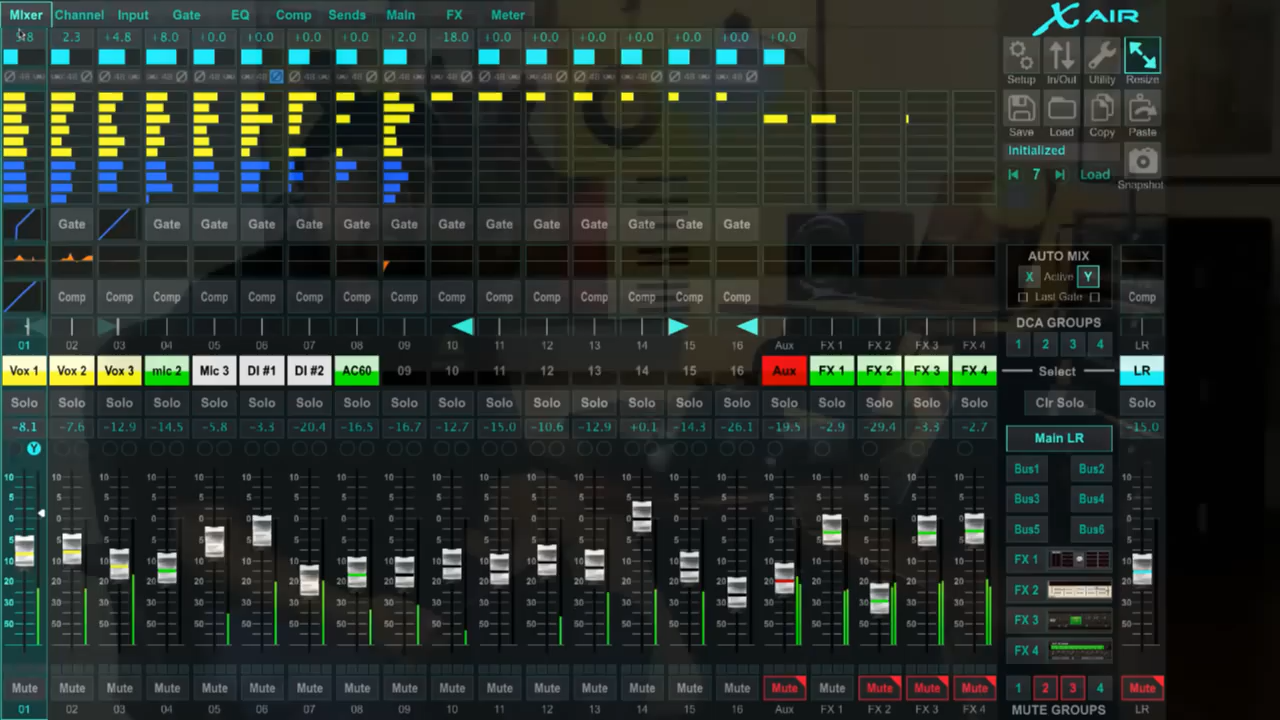 Mixer Channel Input Gate EQ Comp Sends Main FX Meter
X AIR
5.8 2.3 +4.8 +8.0 +0.0 +0.0 +0.0 +0.0 +2.0 -18.0 +0.0 +0.0 +0.0 +0.0 +0.0 +0.0 +0.0
Setup In/Out Utility Resize
Save Load Copy Paste
Initialized
7 Load Snapshot
Gate Gate Gate Gate Gate Gate Gate Gate Gate Gate Gate Gate Gate Gate
AUTO MIX
X Active Y
Last Gate
Comp Comp Comp Comp Comp Comp Comp Comp Comp Comp Comp Comp Comp Comp Comp Comp
DCA GROUPS
01 02 03 04 05 06 07 08 09 10 11 12 13 14 15 16 Aux FX 1 FX 2 FX 3 FX 4 1 2 3 4 LR
Vox 1 Vox 2 Vox 3 mic 2 Mic 3 DI #1 DI #2 AC60 09 10 11 12 13 14 15 16 Aux FX 1 FX 2 FX 3 FX 4 Select LR
Solo Solo Solo Solo Solo Solo Solo Solo Solo Solo Solo Solo Solo Solo Solo Solo Solo Solo Solo Solo Solo Clr Solo Solo
-8.1 -7.6 -12.9 -14.5 -5.8 -3.3 -20.4 -16.5 -16.7 -12.7 -15.0 -10.6 -12.9 +0.1 -14.3 -26.1 -19.5 -2.9 -29.4 -3.3 -2.7 -15.0
Y
Main LR
Bus1 Bus2
Bus3 Bus4
Bus5 Bus6
FX 1
FX 2
FX 3
FX 4
Mute Mute Mute Mute Mute Mute Mute Mute Mute Mute Mute Mute Mute Mute Mute Mute Mute Mute Mute Mute Mute 1 2 3 4 Mute
01 02 03 04 05 06 07 08 09 10 11 12 13 14 15 16 Aux FX 1 FX 2 FX 3 FX 4 MUTE GROUPS LR